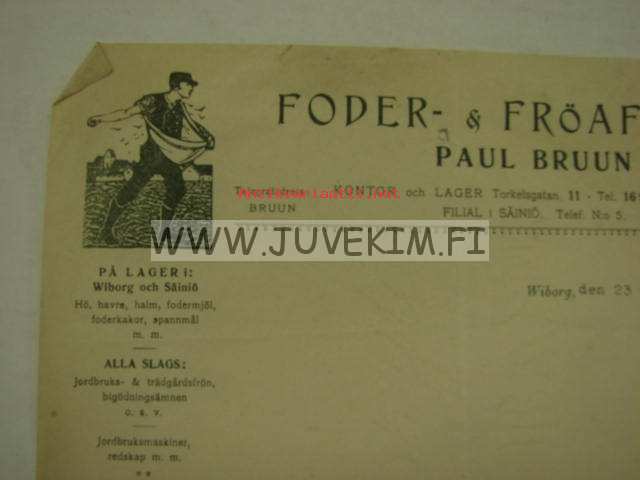 FODER- & FRÖAF
PAUL BRUUN
KONTOR och LAGER Torkelsgatan, 11 - Tel. 16
BRUUN
FILIAL I SÄINIÖ. Telef. N:o 5.
WWW.JUVEKIM.FI
PÅ LAGER i:
Wiborg och Säiniö
Hö, havre, halm, fodermjöl,
foderkakor, spannmål
m. m.
Wiborg, den 23
ALLA SLAGS:
Jordbruks- & trädgårdsfrön,
bigödningsämnen
o. s. v.
Jordbruksmaskiner,
redskap m. m.